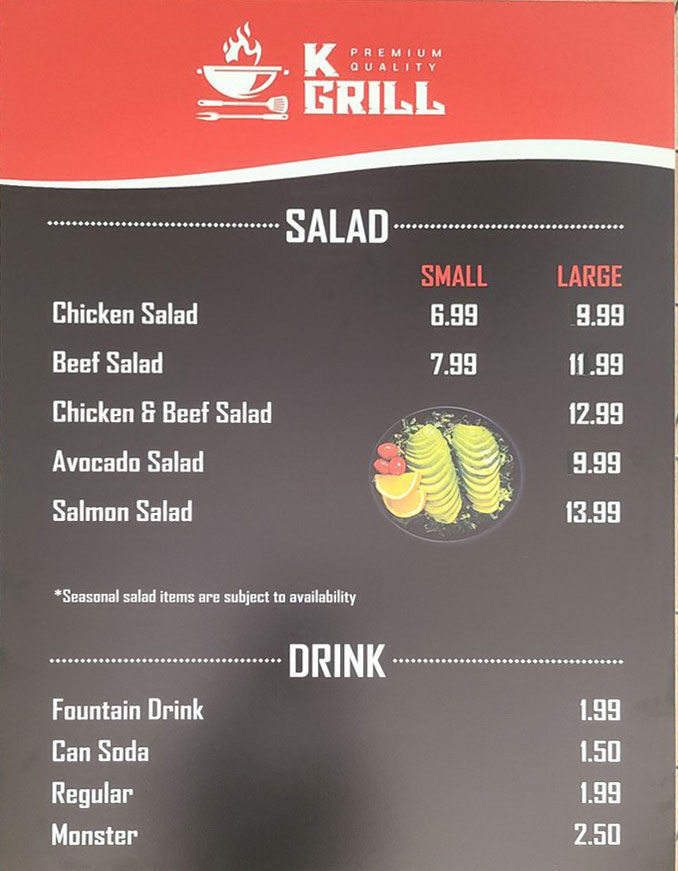 K PREMIUM
QUALITY
GRILL
SALAD
SMALL LARGE
Chicken Salad 6.99 9.99
Beef Salad 7.99 11.99
Chicken & Beef Salad 12.99
Avocado Salad 9.99
Salmon Salad 13.99
*Seasonal salad items are subject to availability
DRINK
Fountain Drink 1.99
Can Soda 1.50
Regular 1.99
Monster 2.50